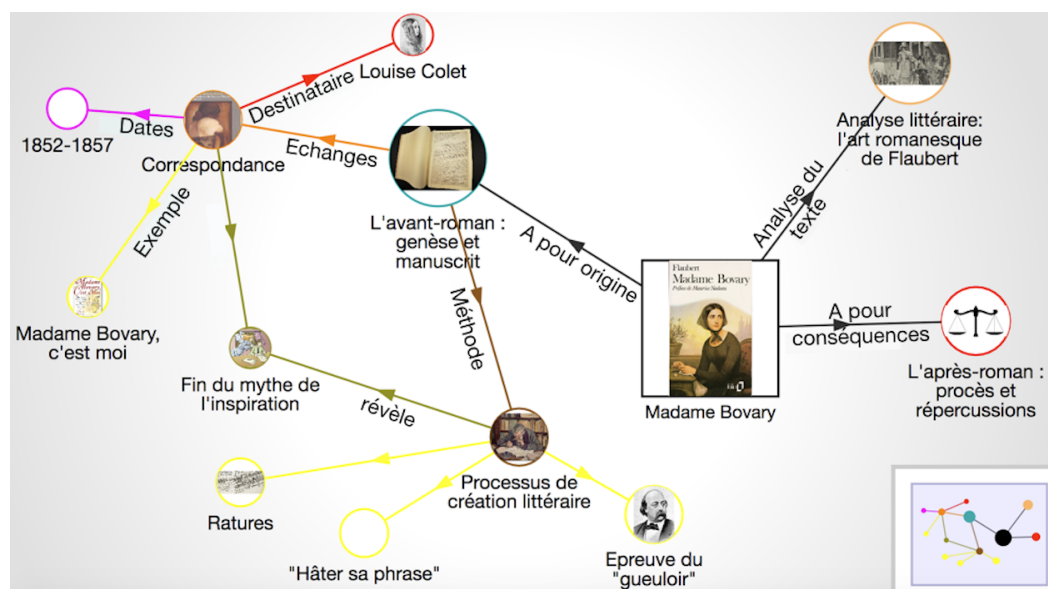 Louise Colet
Destinataire
Dates
1852-1857
Correspondance
Echanges
Exemple
Madame Bovary,
c'est moi
L'avant-roman :
genèse et
manuscrit
A pour origine
Analyse du
texte
Analyse littéraire:
l'art romanesque
de Flaubert
Flaubert
Madame Bovary
Madame Bovary
A pour
conséquences
L'après-roman :
procès et
répercussions
Méthode
Fin du mythe de
l'inspiration
révèle
Processus de
création littéraire
Ratures
"Hâter sa phrase"
Epreuve du
"gueuloir"